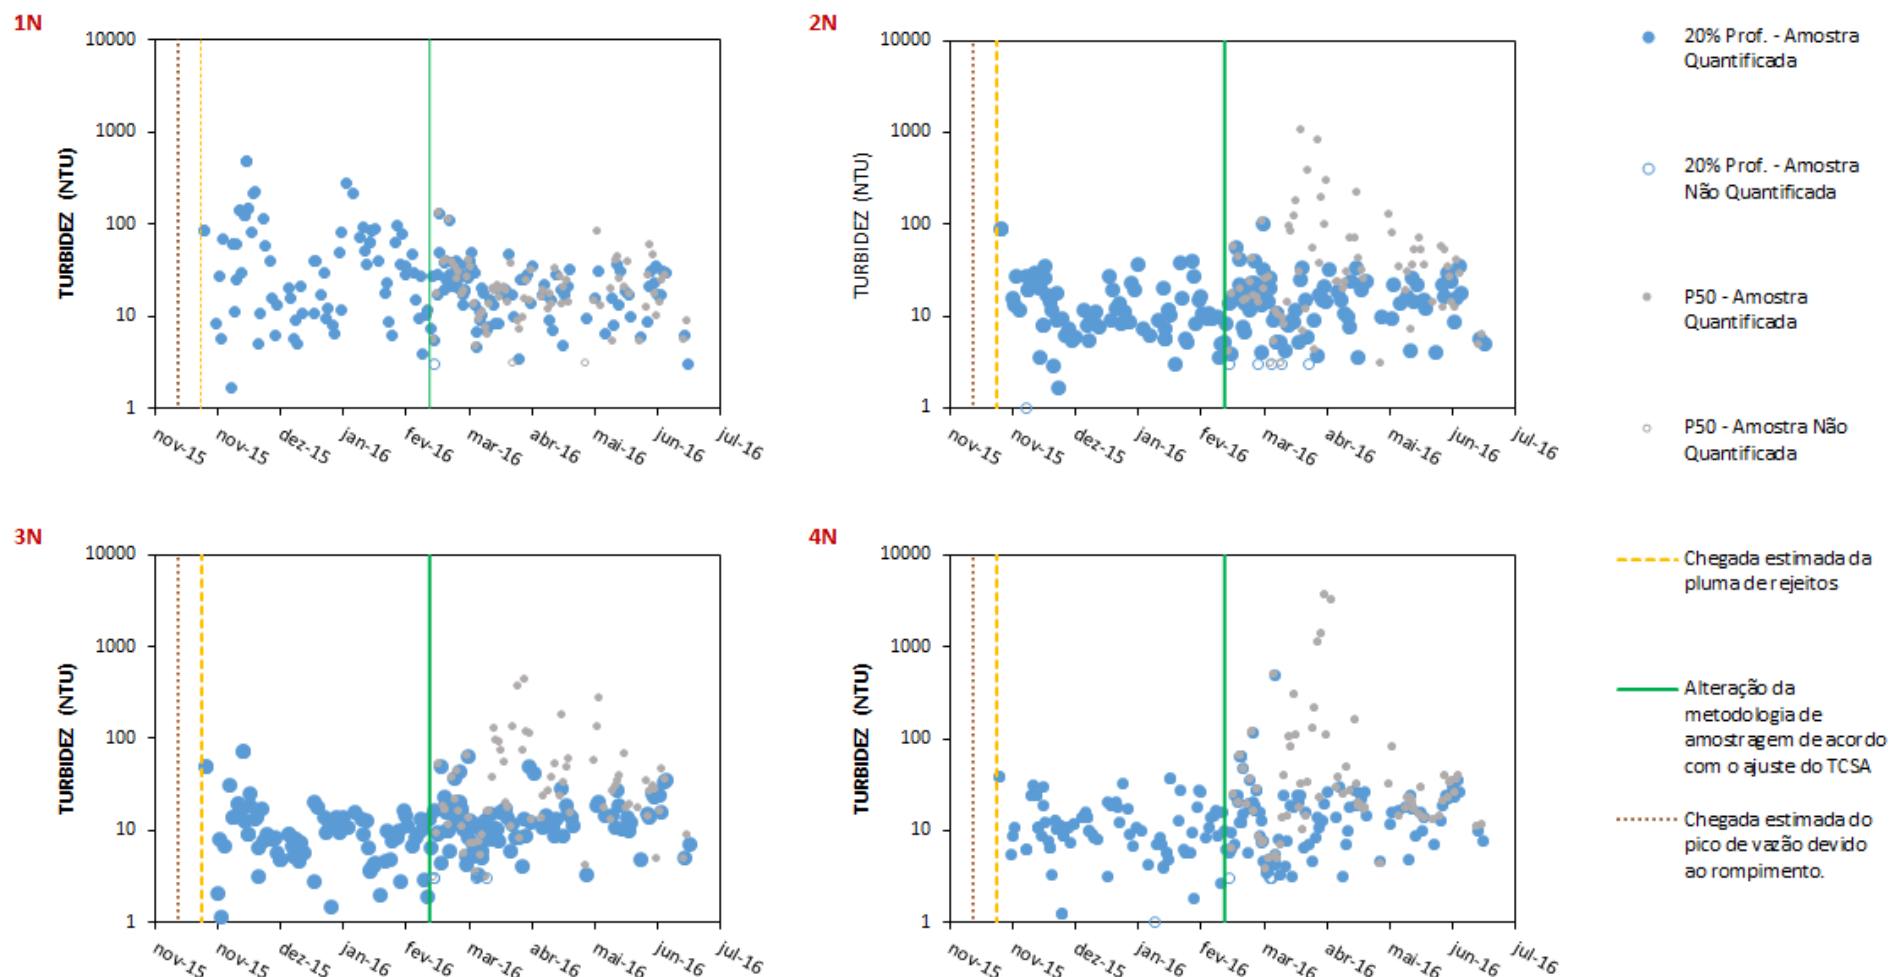 1N
10000
1000
100
10
1
TURBIDEZ (NTU)
nov-15
nov-15
dez-15
jan-16
fev-16
mar-16
abr-16
mai-16
jun-16
jul-16
2N
10000
1000
100
10
1
TURBIDEZ (NTU)
nov-15
nov-15
dez-15
jan-16
fev-16
mar-16
abr-16
mai-16
jun-16
jul-16
20% Prof. - Amostra
Quantificada
20% Prof. - Amostra
Não Quantificada
P50 - Amostra
Quantificada
P50 - Amostra Não
Quantificada
3N
10000
1000
100
10
1
TURBIDEZ (NTU)
nov-15
nov-15
dez-15
jan-16
fev-16
mar-16
abr-16
mai-16
jun-16
jul-16
4N
10000
1000
100
10
1
TURBIDEZ (NTU)
nov-15
nov-15
dez-15
jan-16
fev-16
mar-16
abr-16
mai-16
jun-16
jul-16
Chegada estimada da
pluma de rejeitos
Alteração da
metodologia de
amostragem de acordo
com o ajuste do TCSA
Chegada estimada do
pico de vazão devido
ao rompimento.